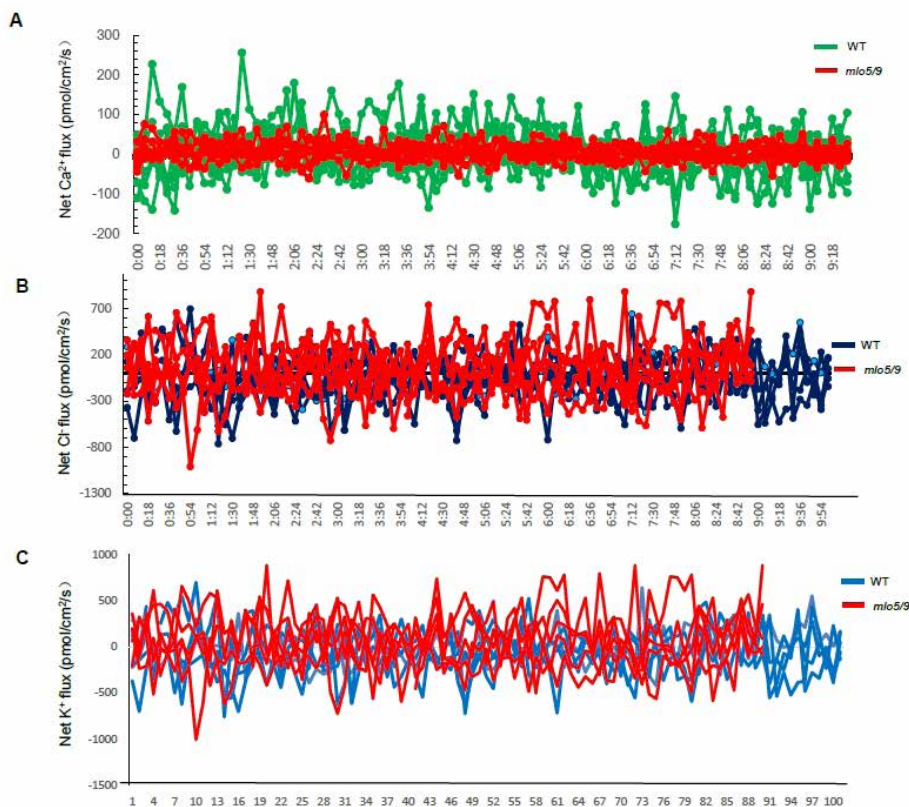 A
Net Ca²⁺ flux (pmol/cm²/s)
300
200
100
0
-100
-200
WT
mlo5/9
0:00 0:18 0:36 0:54 1:12 1:30 1:48 2:06 2:24 2:42 3:00 3:18 3:36 3:54 4:12 4:30 4:48 5:06 5:24 5:42 6:00 6:18 6:36 6:54 7:12 7:30 7:48 8:06 8:24 8:42 9:00 9:18
B
Net Cl⁻ flux (pmol/cm²/s)
700
200
-300
-800
-1300
WT
mlo5/9
0:00 0:18 0:36 0:54 1:12 1:30 1:48 2:06 2:24 2:42 3:00 3:18 3:36 3:54 4:12 4:30 4:48 5:06 5:24 5:42 6:00 6:18 6:36 6:54 7:12 7:30 7:48 8:06 8:24 8:42 9:00 9:18 9:36 9:54
C
Net K⁺ flux (pmol/cm²/s)
1000
500
0
-500
-1000
-1500
WT
mlo5/9
1 4 7 10 13 16 19 22 25 28 31 34 37 40 43 46 49 52 55 58 61 64 67 70 73 76 79 82 85 88 91 94 97 100